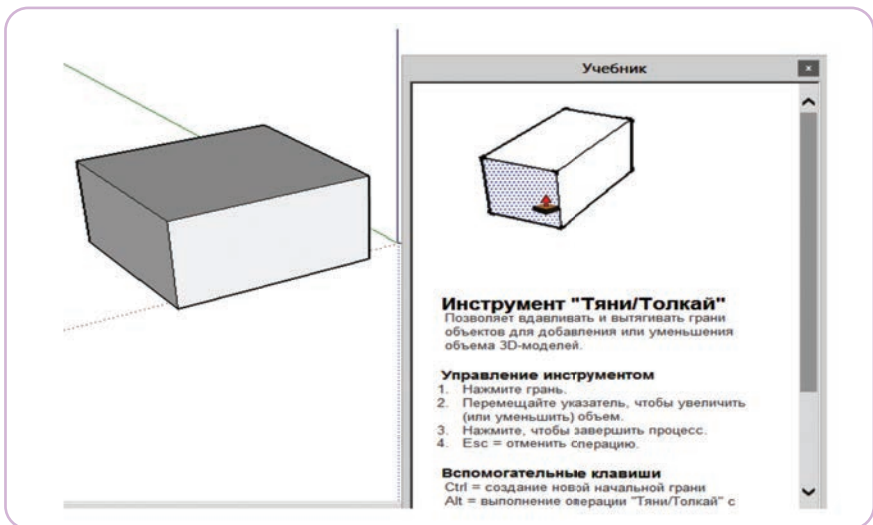 Учебник
Инструмент "Тяни/Толкай"
Позволяет вдавливать и вытягивать грани
объектов для добавления или уменьшения
объема 3D-моделей.
Управление инструментом
1. Нажмите грань.
2. Перемещайте указатель, чтобы увеличить
(или уменьшить) объем.
3. Нажмите, чтобы завершить процесс.
4. Esc = отменить операцию.
Вспомогательные клавиши
Ctrl = создание новой начальной грани
Alt = выполнение операции "Тяни/Толкай" с